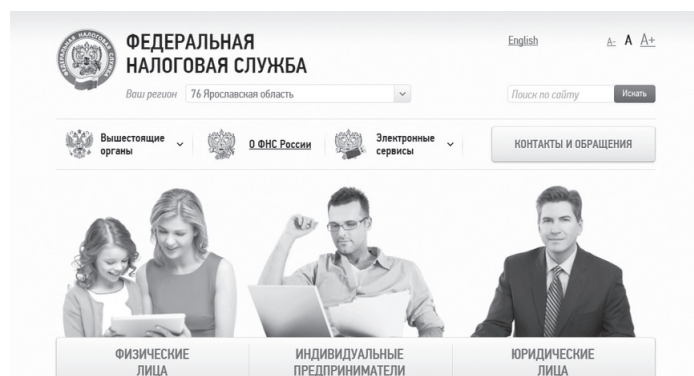 ФЕДЕРАЛЬНАЯ
НАЛОГОВАЯ СЛУЖБА
English
A- A A+
Ваш регион 76 Ярославская область
Поиск по сайту Искать
Вышестоящие
органы
О ФНС России
Электронные
сервисы
КОНТАКТЫ И ОБРАЩЕНИЯ
ФИЗИЧЕСКИЕ
ЛИЦА
ИНДИВИДУАЛЬНЫЕ
ПРЕДПРИНИМАТЕЛИ
ЮРИДИЧЕСКИЕ
ЛИЦА